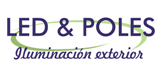 LED & POLES
Iluminación exterior